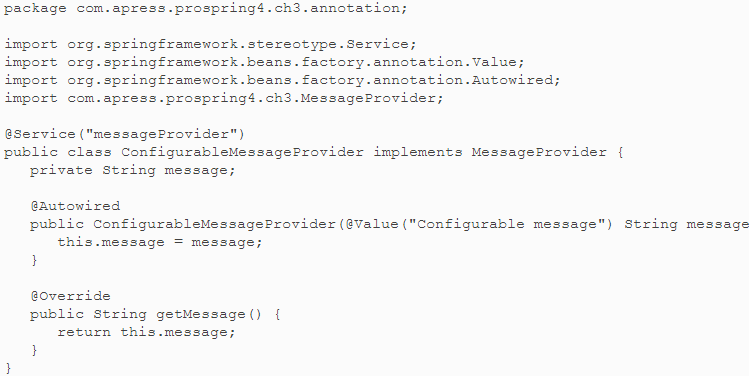 package com.apress.prospring4.ch3.annotation;
import org.springframework.stereotype.Service;
import org.springframework.beans.factory.annotation.Value;
import org.springframework.beans.factory.annotation.Autowired;
import com.apress.prospring4.ch3.MessageProvider;
@Service("messageProvider")
public class ConfigurableMessageProvider implements MessageProvider {
private String message;
@Autowired
public ConfigurableMessageProvider(@Value("Configurable message") String message
this.message = message;
}
@Override
public String getMessage() {
return this.message;
}
}